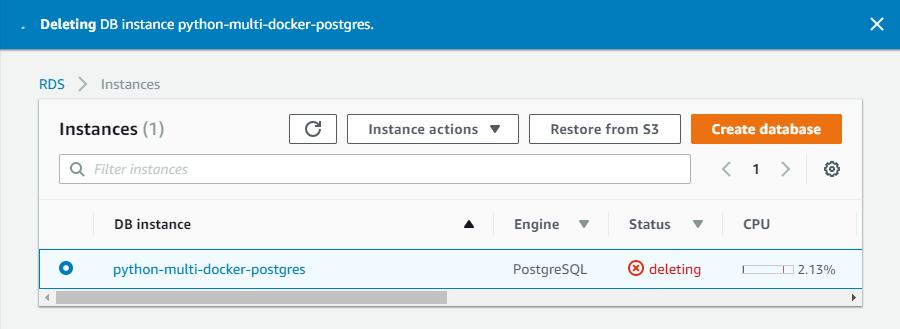 Deleting DB instance python-multi-docker-postgres.
RDS Instances
Instances (1) Instance actions Restore from S3 Create database
Filter instances 1
DB instance Engine Status CPU
python-multi-docker-postgres PostgreSQL deleting 2.13%